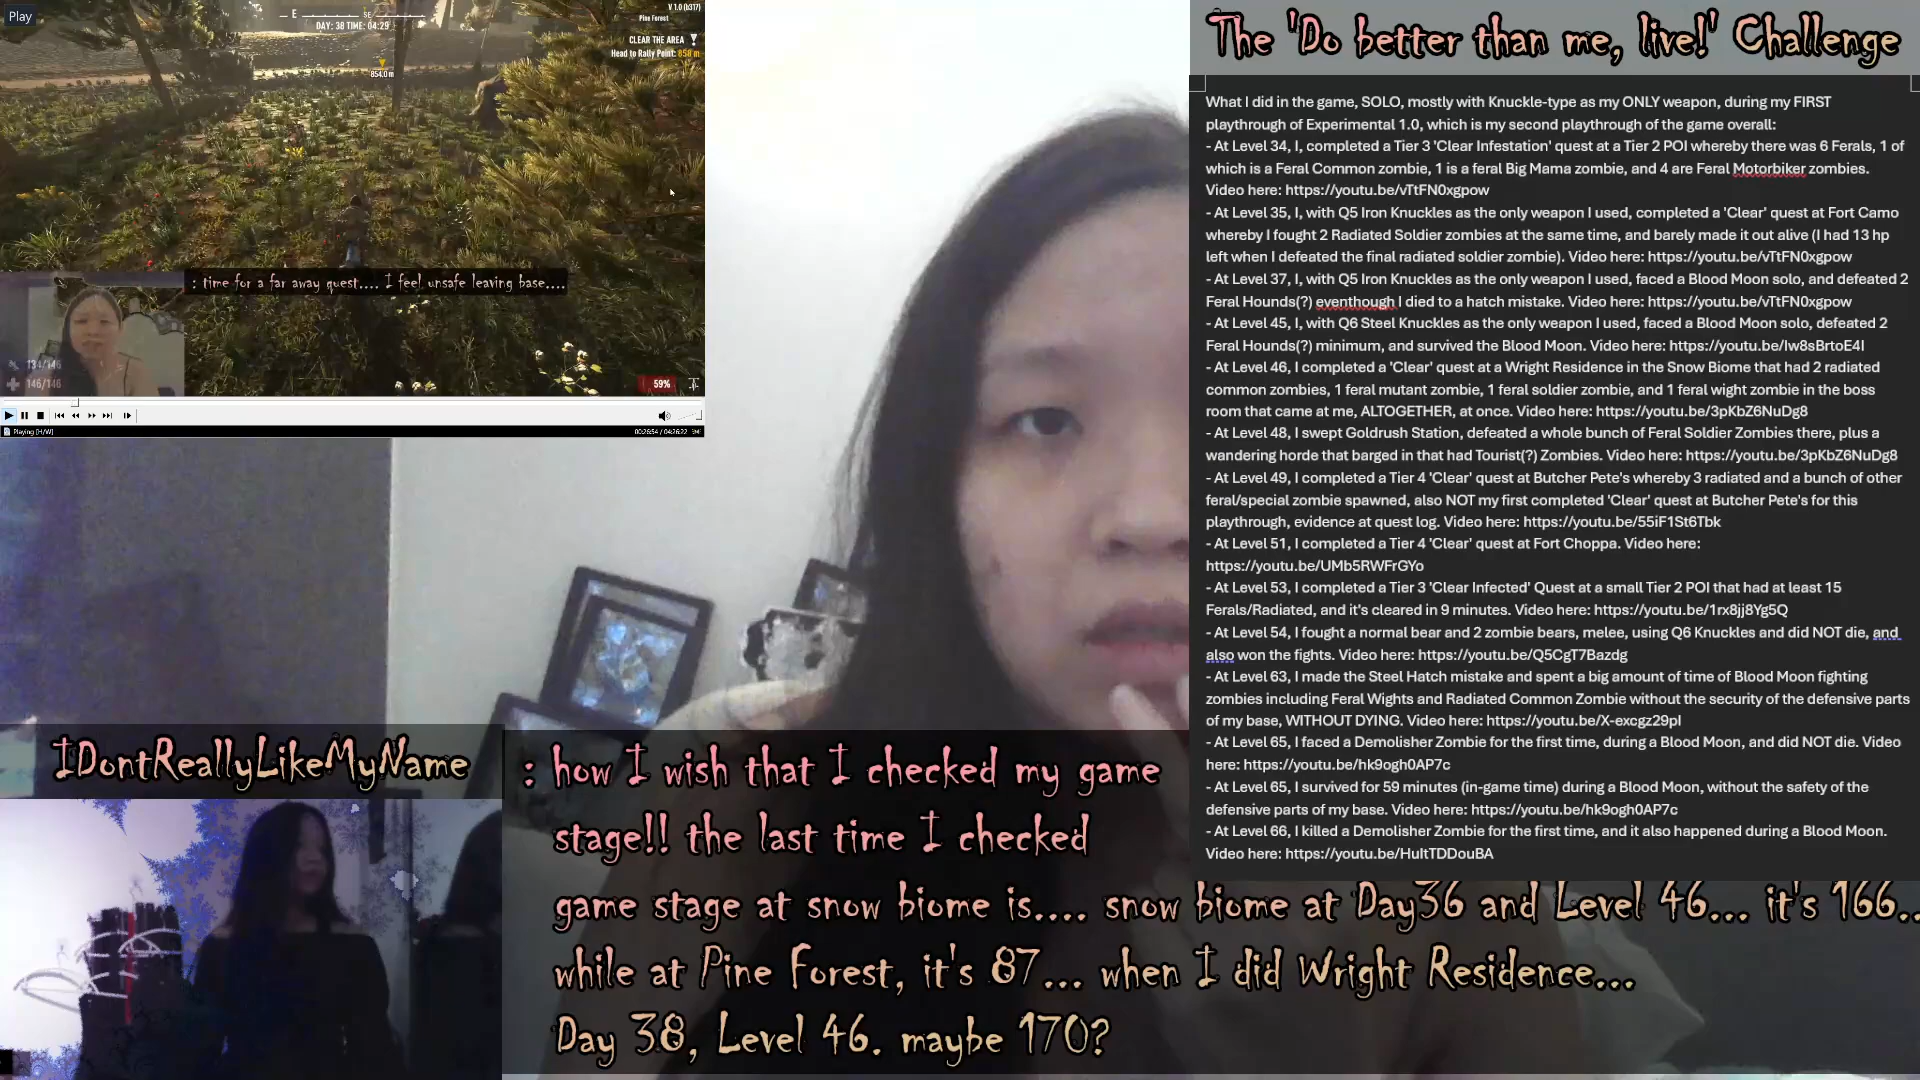 Play
E
SE
DAY: 38 TIME: 04:29
854.0 m
V 1.0 (b317)
Pine Forest
CLEAR THE AREA
Head to Rally Point: 858 m
: time for a far away quest.... I feel unsafe leaving base....
134/146
146/146
59%
Playing [H/W]
00:26:54 / 04:26:22
The 'Do better than me, live!' Challenge
What I did in the game, SOLO, mostly with Knuckle-type as my ONLY weapon, during my FIRST
playthrough of Experimental 1.0, which is my second playthrough of the game overall:
- At Level 34, I, completed a Tier 3 'Clear Infestation' quest at a Tier 2 POI whereby there was 6 Ferals, 1 of
which is a Feral Common zombie, 1 is a feral Big Mama zombie, and 4 are Feral Motorbiker zombies.
Video here: https://youtu.be/vTtFN0xgpow
- At Level 35, I, with Q5 Iron Knuckles as the only weapon I used, completed a 'Clear' quest at Fort Camo
whereby I fought 2 Radiated Soldier zombies at the same time, and barely made it out alive (I had 13 hp
left when I defeated the final radiated soldier zombie). Video here: https://youtu.be/vTtFN0xgpow
- At Level 37, I, with Q5 Iron Knuckles as the only weapon I used, faced a Blood Moon solo, and defeated 2
Feral Hounds(?) eventhough I died to a hatch mistake. Video here: https://youtu.be/vTtFN0xgpow
- At Level 45, I, with Q6 Steel Knuckles as the only weapon I used, faced a Blood Moon solo, defeated 2
Feral Hounds(?) minimum, and survived the Blood Moon. Video here: https://youtu.be/Iw8sBrtoE4I
- At Level 46, I completed a 'Clear' quest at a Wright Residence in the Snow Biome that had 2 radiated
common zombies, 1 feral mutant zombie, 1 feral soldier zombie, and 1 feral wight zombie in the boss
room that came at me, ALTOGETHER, at once. Video here: https://youtu.be/3pKbZ6NuDg8
- At Level 48, I swept Goldrush Station, defeated a whole bunch of Feral Soldier Zombies there, plus a
wandering horde that barged in that had Tourist(?) Zombies. Video here: https://youtu.be/3pKbZ6NuDg8
- At Level 49, I completed a Tier 4 'Clear' quest at Butcher Pete's whereby 3 radiated and a bunch of other
feral/special zombie spawned, also NOT my first completed 'Clear' quest at Butcher Pete's for this
playthrough, evidence at quest log. Video here: https://youtu.be/55iF1St6Tbk
- At Level 51, I completed a Tier 4 'Clear' quest at Fort Choppa. Video here:
https://youtu.be/UMb5RWFrGYo
- At Level 53, I completed a Tier 3 'Clear Infected' Quest at a small Tier 2 POI that had at least 15
Ferals/Radiated, and it's cleared in 9 minutes. Video here: https://youtu.be/1rx8jj8Yg5Q
- At Level 54, I fought a normal bear and 2 zombie bears, melee, using Q6 Knuckles and did NOT die, and
also won the fights. Video here: https://youtu.be/Q5CgT7Bazdg
- At Level 63, I made the Steel Hatch mistake and spent a big amount of time of Blood Moon fighting
zombies including Feral Wights and Radiated Common Zombie without the security of the defensive parts
of my base, WITHOUT DYING. Video here: https://youtu.be/X-excgz29pI
- At Level 65, I faced a Demolisher Zombie for the first time, during a Blood Moon, and did NOT die. Video
here: https://youtu.be/hk9ogh0AP7c
- At Level 65, I survived for 59 minutes (in-game time) during a Blood Moon, without the safety of the
defensive parts of my base. Video here: https://youtu.be/hk9ogh0AP7c
- At Level 66, I killed a Demolisher Zombie for the first time, and it also happened during a Blood Moon.
Video here: https://youtu.be/HuItTDDouBA
IDontReallyLikeMyName
: how I wish that I checked my game
stage!! the last time I checked
game stage at snow biome is.... snow biome at Day36 and Level 46... it's 166..
while at Pine Forest, it's 87... when I did Wright Residence...
Day 38, Level 46. maybe 170?